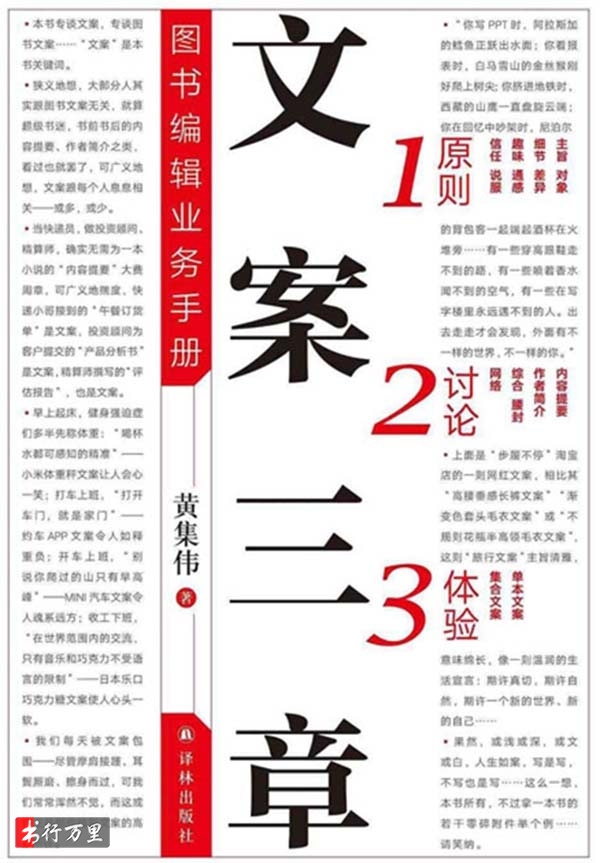 • 本书专谈文案，专谈图
书文案……“文案”是本
书关键词。
• 狭义地想，大部分人其
实跟图书文案无关，就算
超级书迷，书前书后的内
容提要、作者简介之类，
看过也就罢了，可广义地
想，文案跟每个人息息相
关——或多，或少。
• 当快递员，做投资顾问、
精算师，确实无需为一本
小说的“内容提要”大费
周章，可广义地揣度，快
递小哥接到的“午餐订货
单”是文案，投资顾问为
客户提交的“产品分析书”
是文案，精算师撰写的“评
估报告”，也是文案。
• 早上起床，健身强迫症
们多半先称体重：“喝杯
水都可感知的精准”——
小米体重秤文案让人会心
一笑；打车上班，“打开
车门，就是家门”——
约车APP文案令人如释
重负；开车上班，“别
说你爬过的山只有早高
峰”——MINI汽车文案令
人魂系远方；收工下班，
“在世界范围内的交流，
只有音乐和巧克力不受语
言的限制”——日本乐口
巧克力糖文案使人心头一
软。
• 我们每天被文案包
围——尽管摩肩接踵、耳
鬓厮磨、擦身而过，可我
们常常浑然不觉，而这或
案的高
书行万里
图书编辑业务手册
黄集伟 著
译林出版社
文案三章
• “你写PPT时，阿拉斯加
的鳕鱼正跃出水面；你看报
表时，白马雪山的金丝猴刚
好爬上树尖；你挤进地铁时，
西藏的山鹰一直盘旋云端；
你在回忆中吵架时，尼泊尔
1 原则
主旨 对象
细节 差异
趣味 通感
信任 说服
的背包客一起端起酒杯在火
堆旁……有一些穿高跟鞋走
不到的路，有一些喷着香水
闻不到的空气，有一些在写
字楼里永远遇不到的人。出
去走走才会发现，外面有不
一样的世界，不一样的你。”
2 讨论
内容提要
作者简介
综合 腰封
网络
• 上面是“步履不停”淘宝
店的一则网红文案，相比其
“高腰垂感长裤文案”“渐
变色套头毛衣文案”或“不
规则花瓶半高领毛衣文案”，
这则“旅行文案”主旨清雅，
3 体验
单本文案
集合文案
意味绵长，像一则温润的生
活宣言：期许真切，期许自
然，期许一个新的世界、新
的自己……
• 果然，或浅或深，或文
或白，人生如案，写是写，
不写也是写……这么一想，
本书所有，不过拿一本书的
若干零碎附件举个例……
请笑纳。